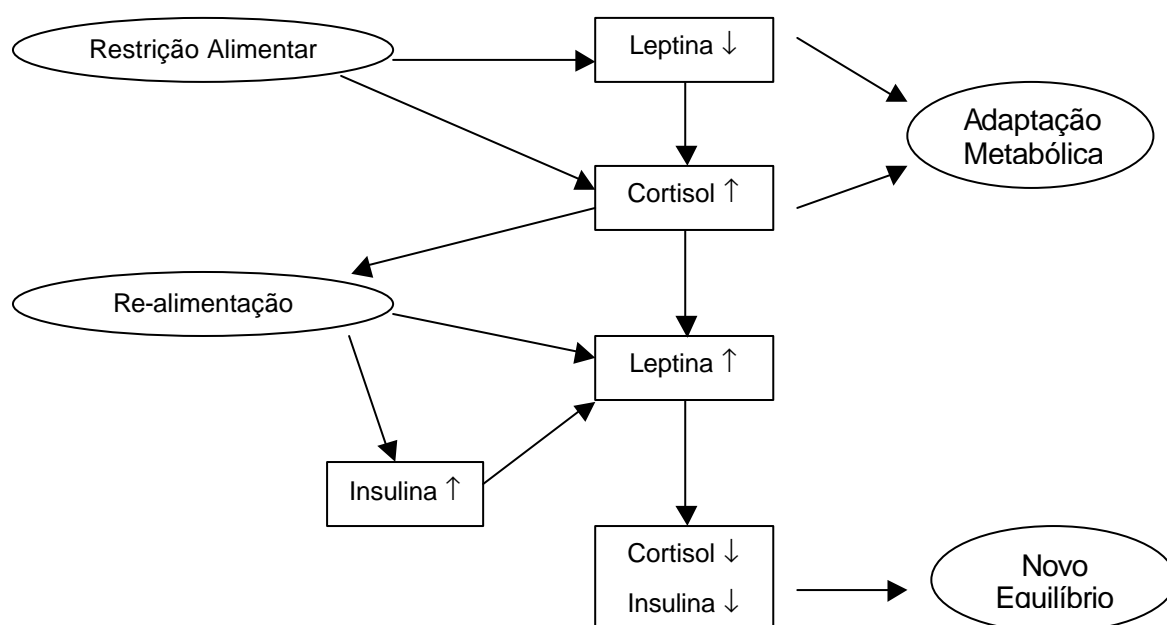 Restrição Alimentar
Leptina ↓
Adaptação
Metabólica
Cortisol ↑
Re-alimentação
Leptina ↑
Insulina ↑
Cortisol ↓
Insulina ↓
Novo
Equilíbrio